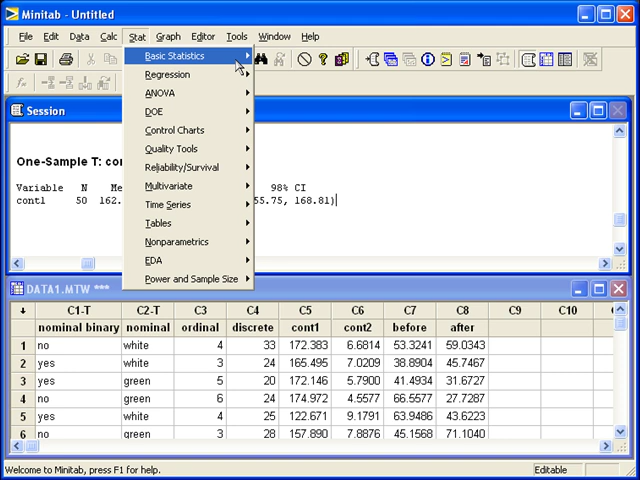 Minitab - Untitled
File Edit Data Calc Stat Graph Editor Tools Window Help
Basic Statistics
Regression
ANOVA
DOE
Control Charts
Quality Tools
Reliability/Survival
Multivariate
Time Series
Tables
Nonparametrics
EDA
Power and Sample Size
Session
One-Sample T: co
Variable N Me 98% CI
cont1 50 162. 55.75, 168.81)
DATA1.MTW ***
C1-T C2-T C3 C4 C5 C6 C7 C8 C9 C10
nominal binary nominal ordinal discrete cont1 cont2 before after
1 no white 4 33 172.383 6.6814 53.3241 59.0343
2 yes white 3 24 165.495 7.0209 38.8904 45.7467
3 yes green 5 20 172.146 5.7900 41.4934 31.6727
4 no green 6 24 174.972 4.5577 66.5577 27.7287
5 yes white 4 25 122.671 9.1791 63.9486 43.6223
6 no green 3 28 157.890 7.8876 45.1568 71.1040
Welcome to Minitab, press F1 for help. Editable